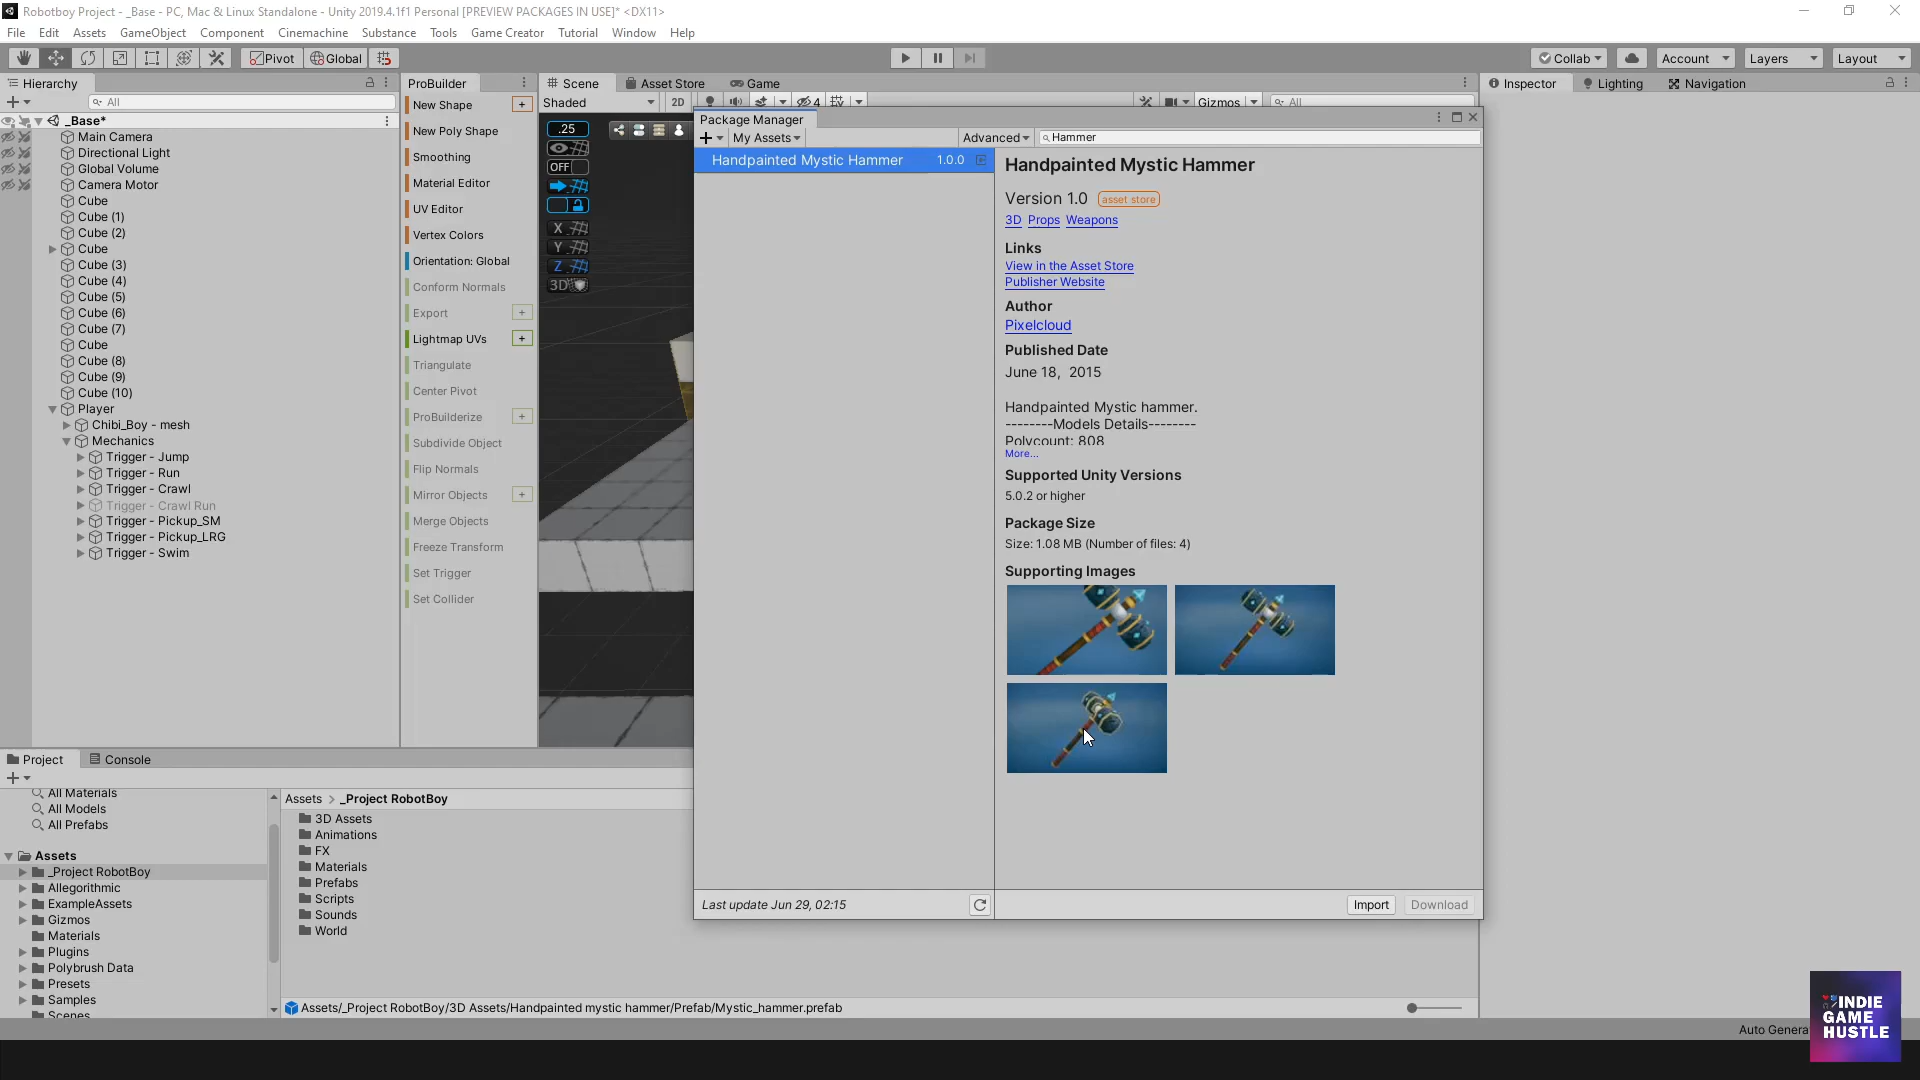 Robotboy Project - _Base - PC, Mac & Linux Standalone - Unity 2019.4.1f1 Personal [PREVIEW PACKAGES IN USE]* <DX11>
File Edit Assets GameObject Component Cinemachine Substance Tools Game Creator Tutorial Window Help
Pivot Global Collab Account Layers Layout
Hierarchy
All
_Base*
Main Camera
Directional Light
Global Volume
Camera Motor
Cube
Cube (1)
Cube (2)
Cube
Cube (3)
Cube (4)
Cube (5)
Cube (6)
Cube (7)
Cube
Cube (8)
Cube (9)
Cube (10)
Player
Chibi_Boy - mesh
Mechanics
Trigger - Jump
Trigger - Run
Trigger - Crawl
Trigger - Crawl Run
Trigger - Pickup_SM
Trigger - Pickup_LRG
Trigger - Swim
ProBuilder
New Shape +
New Poly Shape
Smoothing
Material Editor
UV Editor
Vertex Colors
Orientation: Global
Conform Normals
Export +
Lightmap UVs +
Triangulate
Center Pivot
ProBuilderize +
Subdivide Object
Flip Normals
Mirror Objects +
Merge Objects
Freeze Transform
Set Trigger
Set Collider
Scene Asset Store Game
Shaded 2D 4 Gizmos All
.25
OFF
X
Y
Z
3D
Inspector Lighting Navigation
Package Manager
+ My Assets Advanced Hammer
Handpainted Mystic Hammer 1.0.0
Last update Jun 29, 02:15
Handpainted Mystic Hammer
Version 1.0 asset store
3D Props Weapons
Links
View in the Asset Store
Publisher Website
Author
Pixelcloud
Published Date
June 18, 2015
Handpainted Mystic hammer.
--------Models Details--------
Polycount: 808
More...
Supported Unity Versions
5.0.2 or higher
Package Size
Size: 1.08 MB (Number of files: 4)
Supporting Images
Import Download
Project Console
All Materials
All Models
All Prefabs
Assets
_Project RobotBoy
Allegorithmic
ExampleAssets
Gizmos
Materials
Plugins
Polybrush Data
Presets
Samples
Scenes
Assets > _Project RobotBoy
3D Assets
Animations
FX
Materials
Prefabs
Scripts
Sounds
World
Assets/_Project RobotBoy/3D Assets/Handpainted mystic hammer/Prefab/Mystic_hammer.prefab
Auto Genera
INDIE
GAME
HUSTLE